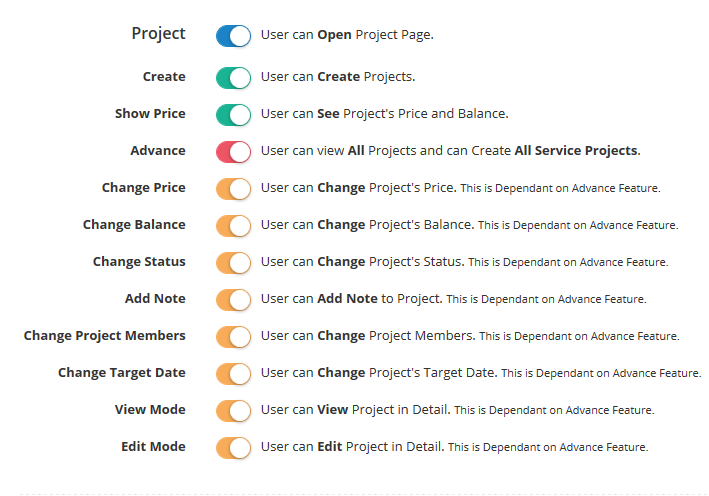 Project User can Open Project Page.
Create User can Create Projects.
Show Price User can See Project's Price and Balance.
Advance User can view All Projects and can Create All Service Projects.
Change Price User can Change Project's Price. This is Dependant on Advance Feature.
Change Balance User can Change Project's Balance. This is Dependant on Advance Feature.
Change Status User can Change Project's Status. This is Dependant on Advance Feature.
Add Note User can Add Note to Project. This is Dependant on Advance Feature.
Change Project Members User can Change Project Members. This is Dependant on Advance Feature.
Change Target Date User can Change Project's Target Date. This is Dependant on Advance Feature.
View Mode User can View Project in Detail. This is Dependant on Advance Feature.
Edit Mode User can Edit Project in Detail. This is Dependant on Advance Feature.